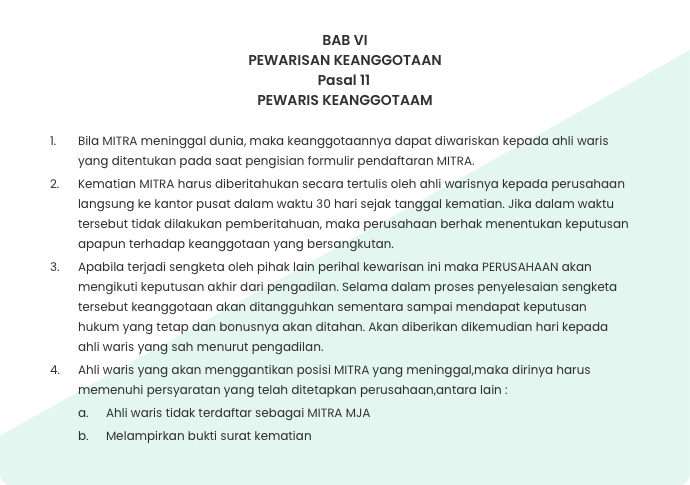 BAB VI
PEWARISAN KEANGGOTAAN
Pasal 11
PEWARIS KEANGGOTAAM
1. Bila MITRA meninggal dunia, maka keanggotaannya dapat diwariskan kepada ahli waris
yang ditentukan pada saat pengisian formulir pendaftaran MITRA.
2. Kematian MITRA harus diberitahukan secara tertulis oleh ahli warisnya kepada perusahaan
langsung ke kantor pusat dalam waktu 30 hari sejak tanggal kematian. Jika dalam waktu
tersebut tidak dilakukan pemberitahuan, maka perusahaan berhak menentukan keputusan
apapun terhadap keanggotaan yang bersangkutan.
3. Apabila terjadi sengketa oleh pihak lain perihal kewarisan ini maka PERUSAHAAN akan
mengikuti keputusan akhir dari pengadilan. Selama dalam proses penyelesaian sengketa
tersebut keanggotaan akan ditangguhkan sementara sampai mendapat keputusan
hukum yang tetap dan bonusnya akan ditahan. Akan diberikan dikemudian hari kepada
ahli waris yang sah menurut pengadilan.
4. Ahli waris yang akan menggantikan posisi MITRA yang meninggal,maka dirinya harus
memenuhi persyaratan yang telah ditetapkan perusahaan,antara lain :
a. Ahli waris tidak terdaftar sebagai MITRA MJA
b. Melampirkan bukti surat kematian